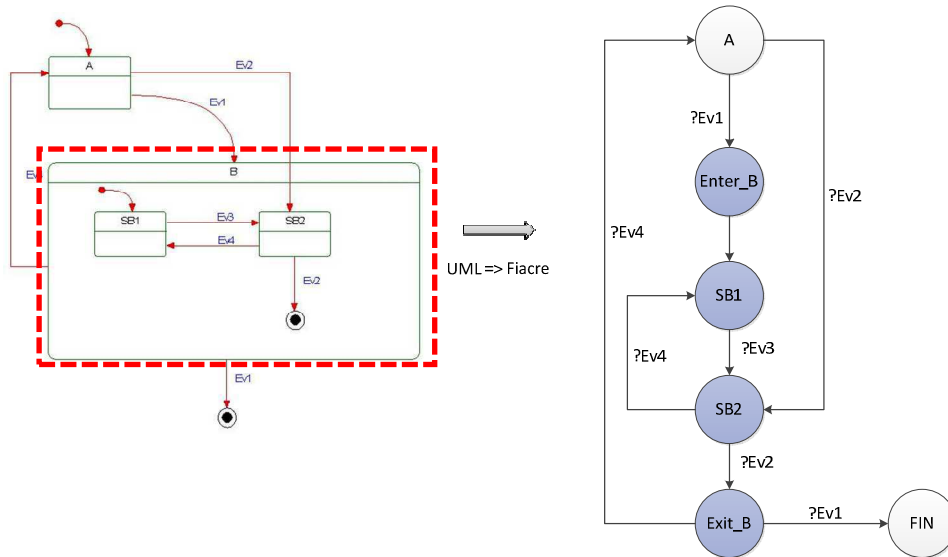 A
Ev2
Ev1
B
SB1
Ev3
SB2
Ev4
Ev2
Ev1
UML => Fiacre
A
?Ev1
Enter_B
?Ev2
?Ev4
SB1
?Ev4
?Ev3
SB2
?Ev2
Exit_B
?Ev1
FIN